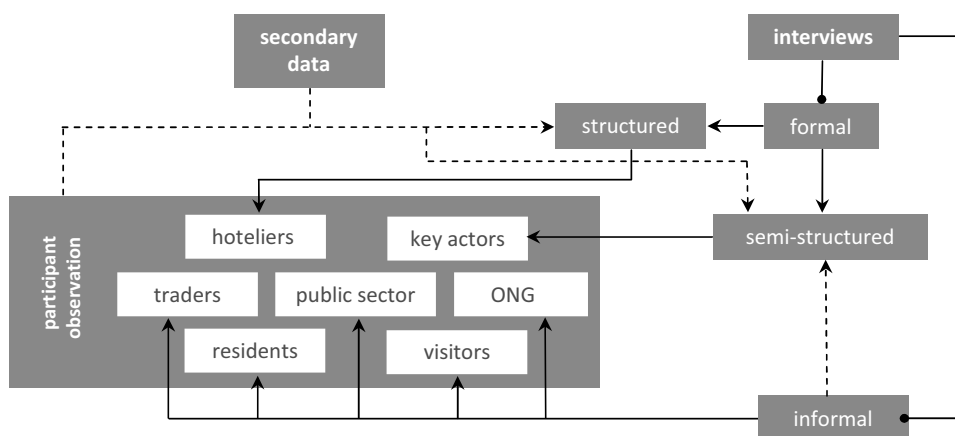 secondary
data
interviews
structured
formal
participant
observation
hoteliers
key actors
semi-structured
traders
public sector
ONG
residents
visitors
informal